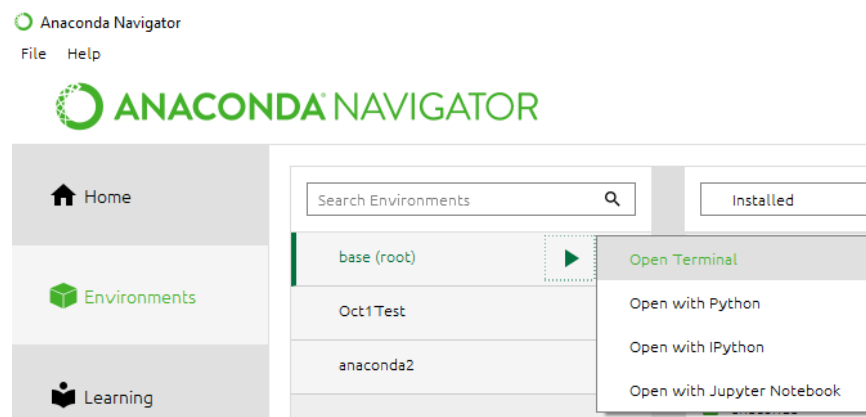 Anaconda Navigator
File Help
ANACONDA NAVIGATOR
Home
Environments
Learning
Search Environments
Installed
base (root)
Oct1Test
anaconda2
Open Terminal
Open with Python
Open with IPython
Open with Jupyter Notebook